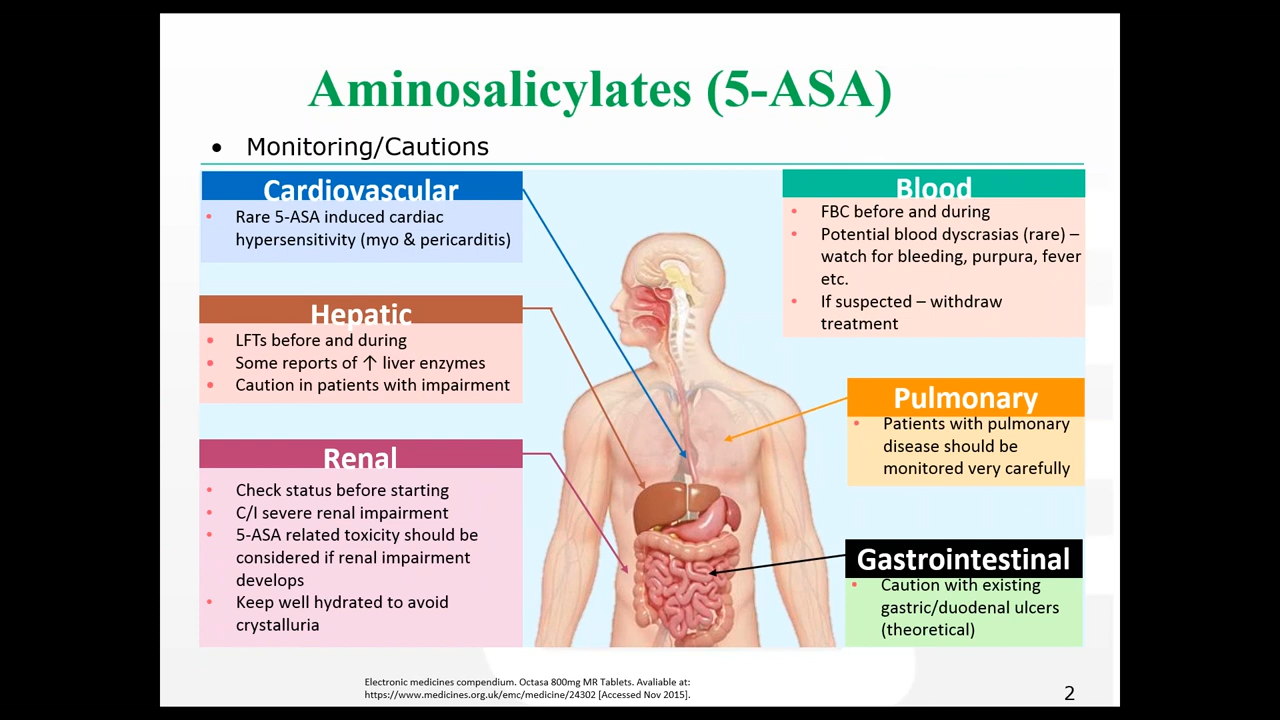 Aminosalicylates (5-ASA)
• Monitoring/Cautions
Cardiovascular
• Rare 5-ASA induced cardiac
hypersensitivity (myo & pericarditis)
Hepatic
• LFTs before and during
• Some reports of ↑ liver enzymes
• Caution in patients with impairment
Renal
• Check status before starting
• C/I severe renal impairment
• 5-ASA related toxicity should be
considered if renal impairment
develops
• Keep well hydrated to avoid
crystalluria
Blood
• FBC before and during
• Potential blood dyscrasias (rare) –
watch for bleeding, purpura, fever
etc.
• If suspected – withdraw
treatment
Pulmonary
• Patients with pulmonary
disease should be
monitored very carefully
Gastrointestinal
• Caution with existing
gastric/duodenal ulcers
(theoretical)
Electronic medicines compendium. Octasa 800mg MR Tablets. Avaliable at:
https://www.medicines.org.uk/emc/medicine/24302 [Accessed Nov 2015].
2